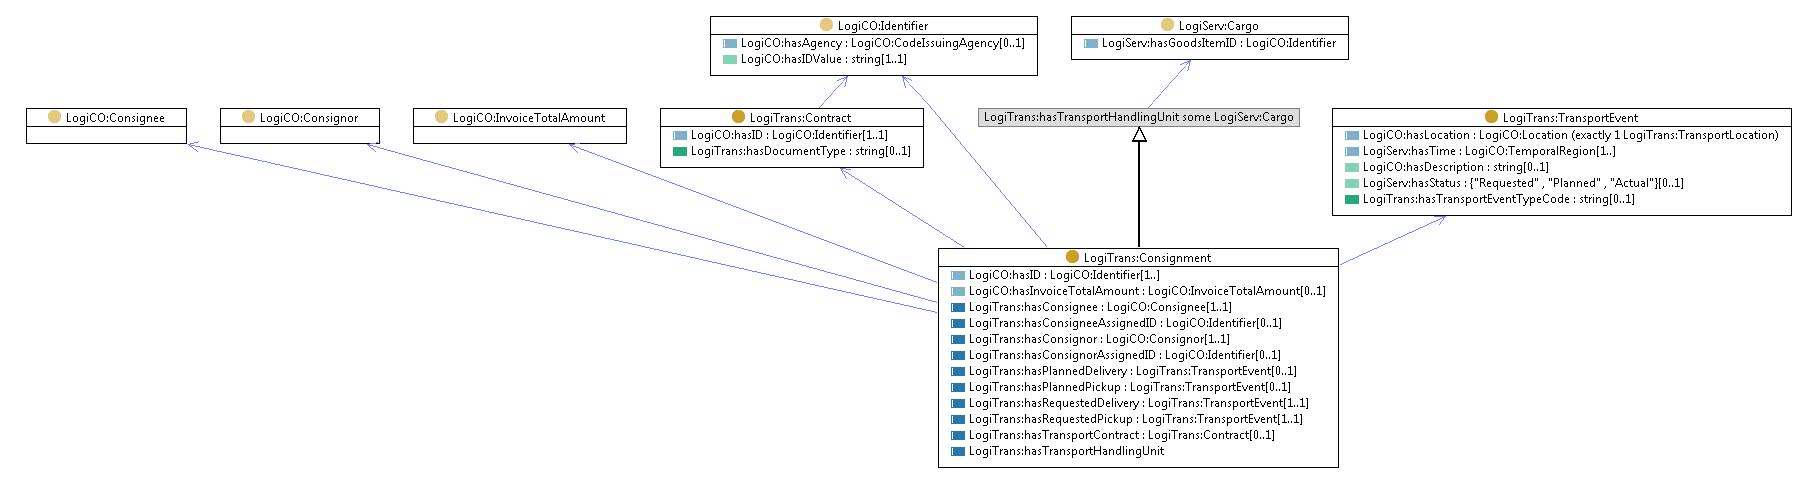 LogiCO:Identifier
LogiCO:hasAgency : LogiCO:CodeIssuingAgency[0..1]
LogiCO:hasIDValue : string[1..1]
LogiServ:Cargo
LogiServ:hasGoodsItemID : LogiCO:Identifier
LogiCO:Consignee
LogiCO:Consignor
LogiCO:InvoiceTotalAmount
LogiTrans:Contract
LogiCO:hasID : LogiCO:Identifier[1..1]
LogiTrans:hasDocumentType : string[0..1]
LogiTrans:hasTransportHandlingUnit some LogiServ:Cargo
LogiTrans:TransportEvent
LogiCO:hasLocation : LogiCO:Location (exactly 1 LogiTrans:TransportLocation)
LogiServ:hasTime : LogiCO:TemporalRegion[1..]
LogiCO:hasDescription : string[0..1]
LogiServ:hasStatus : {"Requested" , "Planned" , "Actual"}[0..1]
LogiTrans:hasTransportEventTypeCode : string[0..1]
LogiTrans:Consignment
LogiCO:hasID : LogiCO:Identifier[1..]
LogiCO:hasInvoiceTotalAmount : LogiCO:InvoiceTotalAmount[0..1]
LogiTrans:hasConsignee : LogiCO:Consignee[1..1]
LogiTrans:hasConsigneeAssignedID : LogiCO:Identifier[0..1]
LogiTrans:hasConsignor : LogiCO:Consignor[1..1]
LogiTrans:hasConsignorAssignedID : LogiCO:Identifier[0..1]
LogiTrans:hasPlannedDelivery : LogiTrans:TransportEvent[0..1]
LogiTrans:hasPlannedPickup : LogiTrans:TransportEvent[0..1]
LogiTrans:hasRequestedDelivery : LogiTrans:TransportEvent[1..1]
LogiTrans:hasRequestedPickup : LogiTrans:TransportEvent[1..1]
LogiTrans:hasTransportContract : LogiTrans:Contract[0..1]
LogiTrans:hasTransportHandlingUnit